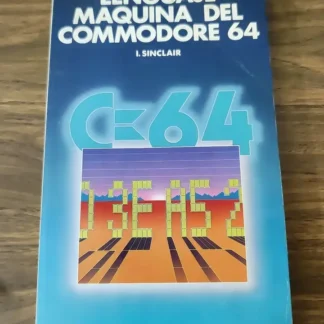 LENGUAJE
MAQUINA DEL
COMMODORE 64
I. SINCLAIR
C=64